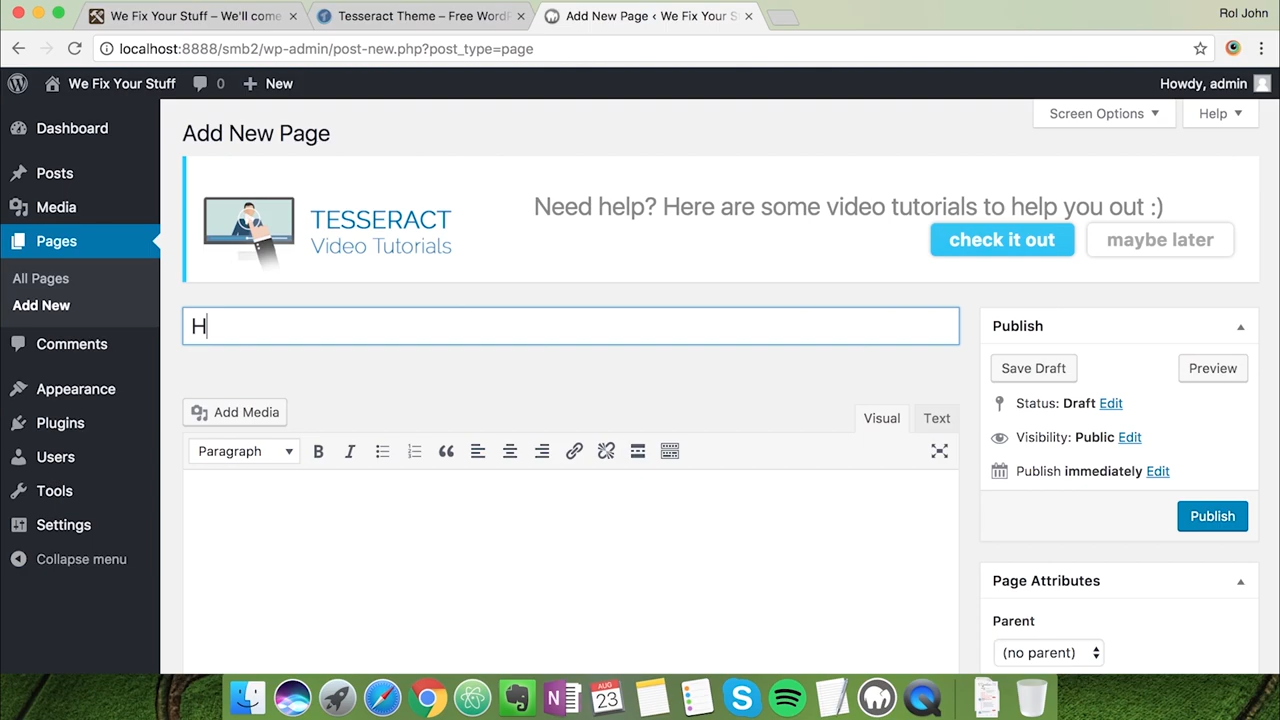 We Fix Your Stuff – We'll come
Tesseract Theme – Free WordF
Add New Page ‹ We Fix Your S
Rol John
localhost:8888/smb2/wp-admin/post-new.php?post_type=page
We Fix Your Stuff
0
New
Howdy, admin
Screen Options
Help
Dashboard
Posts
Media
Pages
All Pages
Add New
Comments
Appearance
Plugins
Users
Tools
Settings
Collapse menu
Add New Page
TESSERACT
Video Tutorials
Need help? Here are some video tutorials to help you out :)
check it out
maybe later
H
Add Media
Visual
Text
Paragraph
B
I
Publish
Save Draft
Preview
Status: Draft Edit
Visibility: Public Edit
Publish immediately Edit
Publish
Page Attributes
Parent
(no parent)
AUG
23